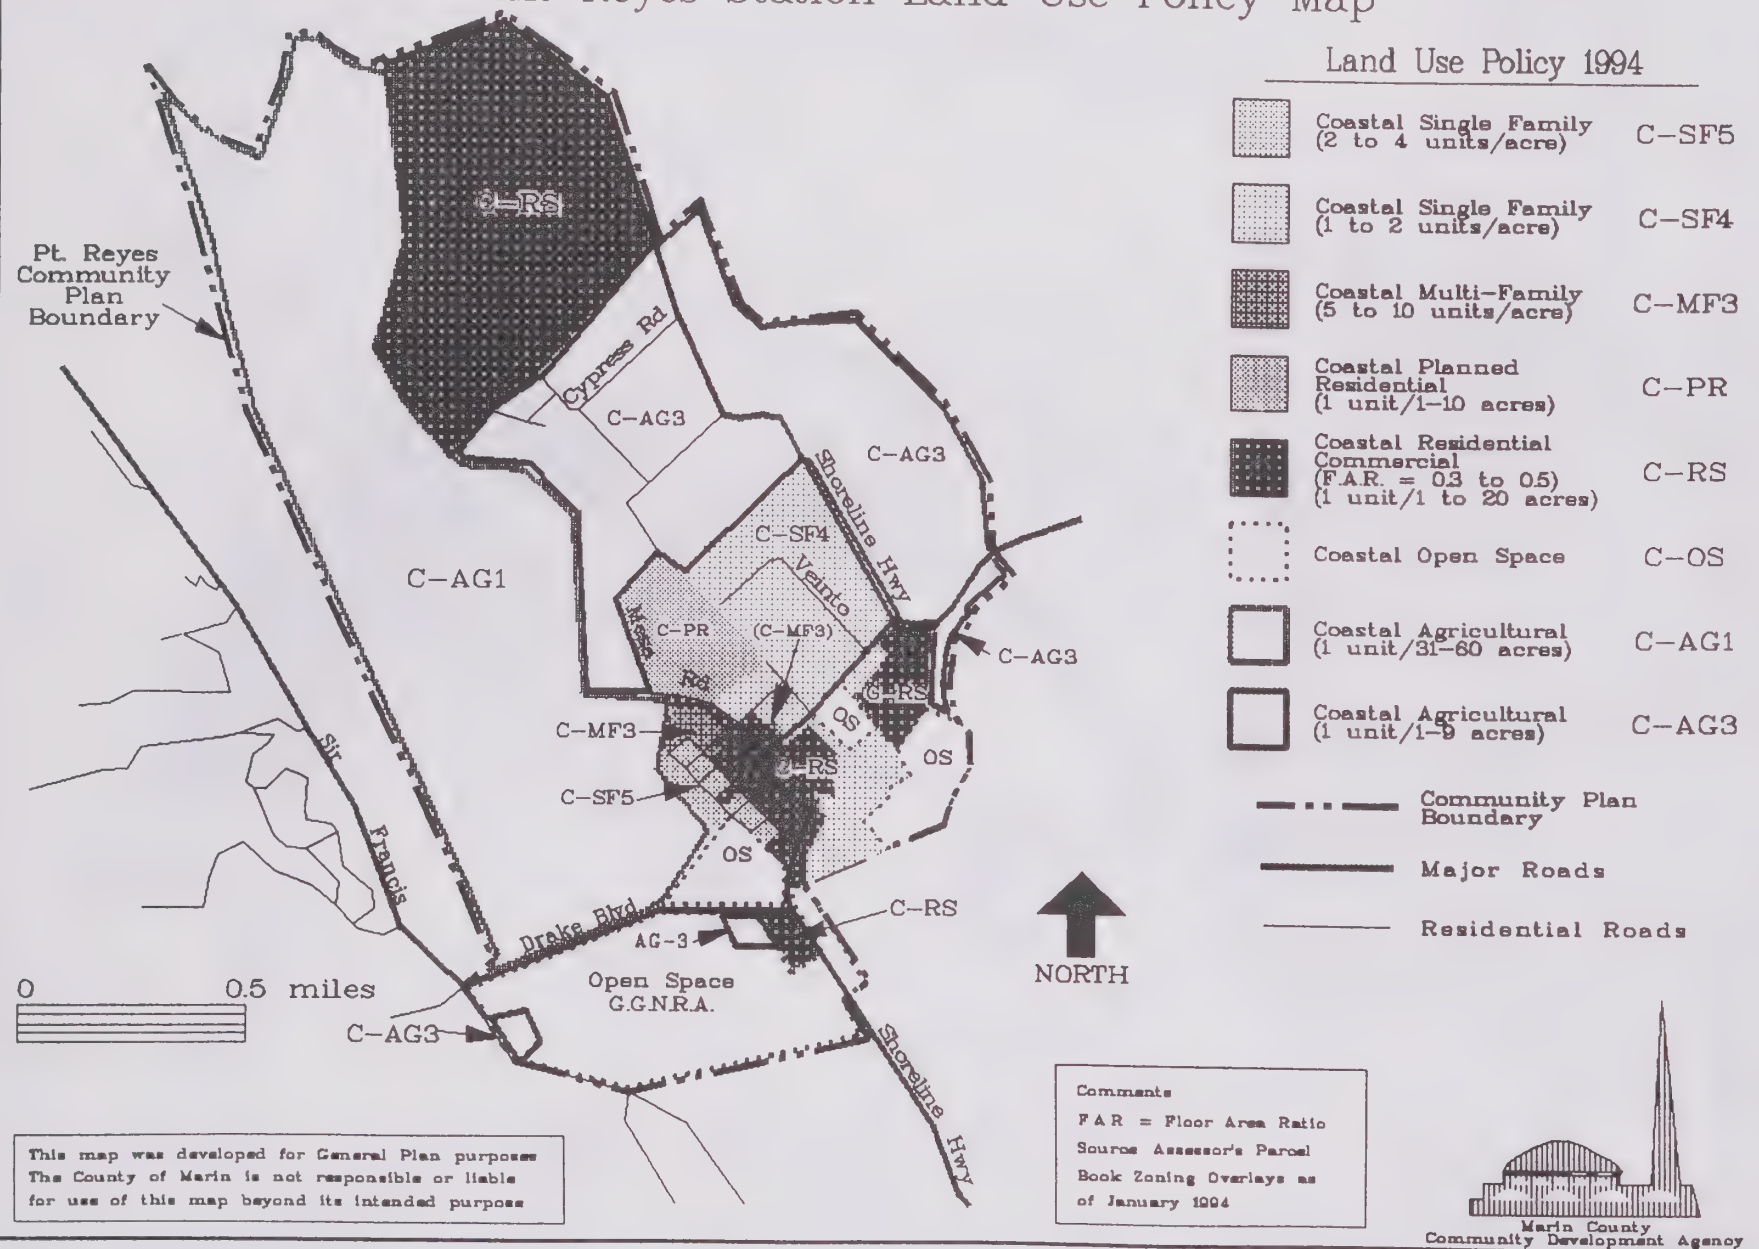 Reyes Station Land Use Policy Map
Land Use Policy 1994
Coastal Single Family
(2 to 4 units/acre)
C-SF5
Coastal Single Family
(1 to 2 units/acre)
C-SF4
Coastal Multi-Family
(5 to 10 units/acre)
C-MF3
Coastal Planned
Residential
(1 unit/1-10 acres)
C-PR
Coastal Residential
Commercial
(F.A.R. = 0.3 to 0.5)
(1 unit/1 to 20 acres)
C-RS
Coastal Open Space
C-OS
Coastal Agricultural
(1 unit/31-60 acres)
C-AG1
Coastal Agricultural
(1 unit/1-9 acres)
C-AG3
Community Plan
Boundary
Major Roads
Residential Roads
Pt. Reyes
Community
Plan
Boundary
C-RS
Cypress Rd
C-AG3
C-AG3
Shoreline Hwy
C-SF4
Veinto
C-AG1
Mesa
Rd
C-PR
(C-MF3)
C-AG3
C-RS
OS
OS
C-MF3
C-RS
C-SF5
OS
Sir
Francis
Drake Blvd
C-RS
AG-3
Open Space
G.G.N.R.A.
C-AG3
Shoreline
Hwy
NORTH
0
0.5 miles
This map was developed for General Plan purposes
The County of Marin is not responsible or liable
for use of this map beyond its intended purpose
Comments
F A R = Floor Area Ratio
Source Assessor's Parcel
Book Zoning Overlays as
of January 1994
Marin County
Community Development Agency